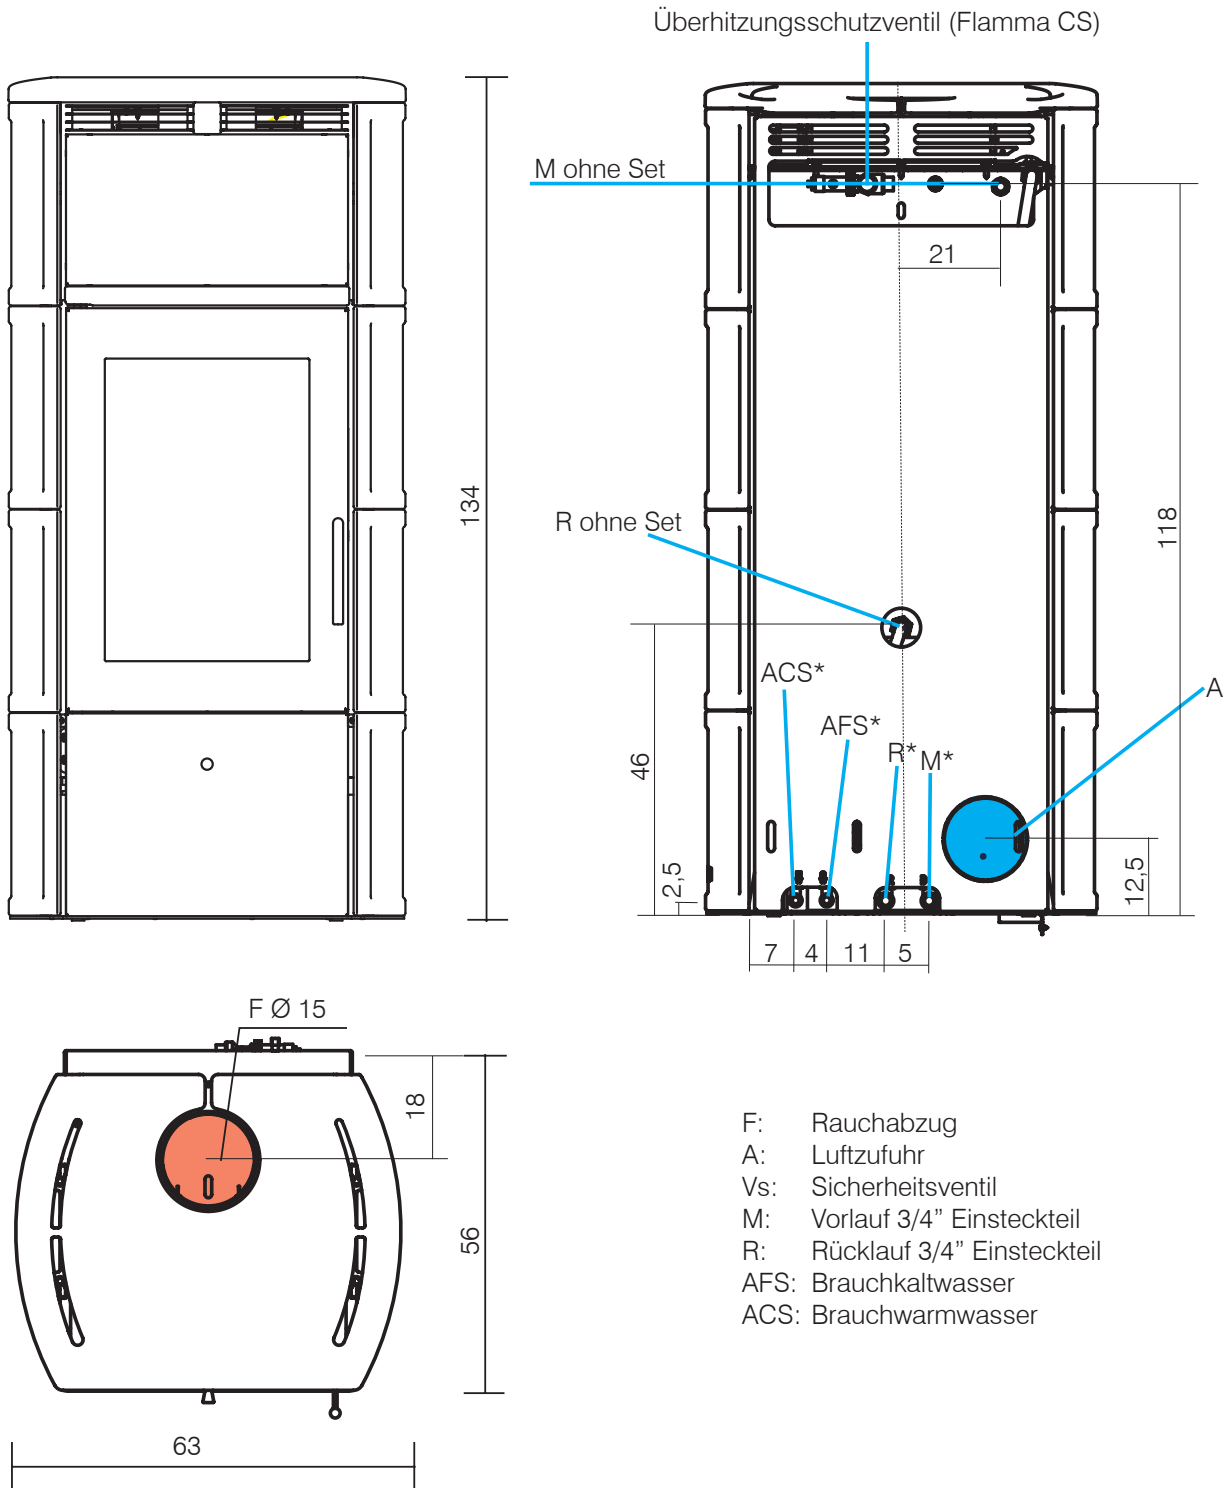 Überhitzungsschutzventil (Flamma CS)
M ohne Set
21
134
118
R ohne Set
ACS*
A
AFS*
R*
M*
46
2,5
12,5
7
4
11
5
F Ø 15
18
56
63
F: Rauchabzug
A: Luftzufuhr
Vs: Sicherheitsventil
M: Vorlauf 3/4” Einsteckteil
R: Rücklauf 3/4” Einsteckteil
AFS: Brauchkaltwasser
ACS: Brauchwarmwasser